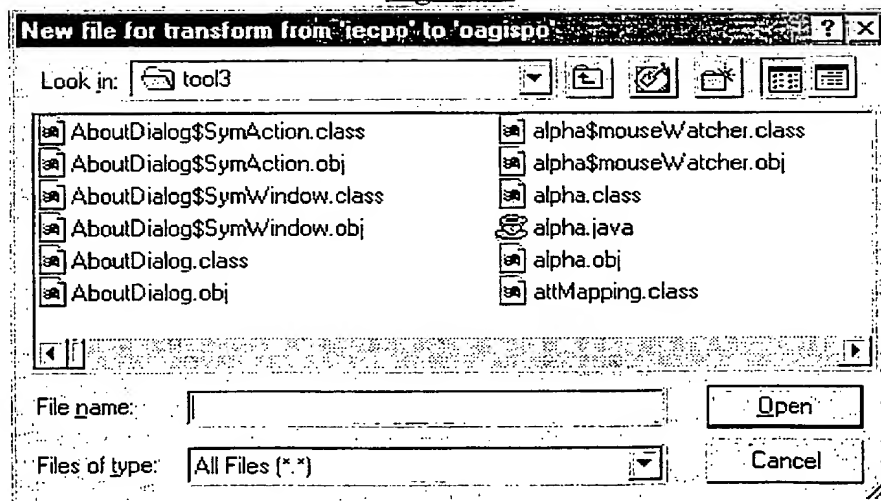 New file for transform from 'iecpo' to 'oagispo'
Look in: tool3
AboutDialog$SymAction.class
AboutDialog$SymAction.obj
AboutDialog$SymWindow.class
AboutDialog$SymWindow.obj
AboutDialog.class
AboutDialog.obj
alpha$mouseWatcher.class
alpha$mouseWatcher.obj
alpha.class
alpha.java
alpha.obj
attMapping.class
File name:
Open
Files of type: All Files (*.*)
Cancel